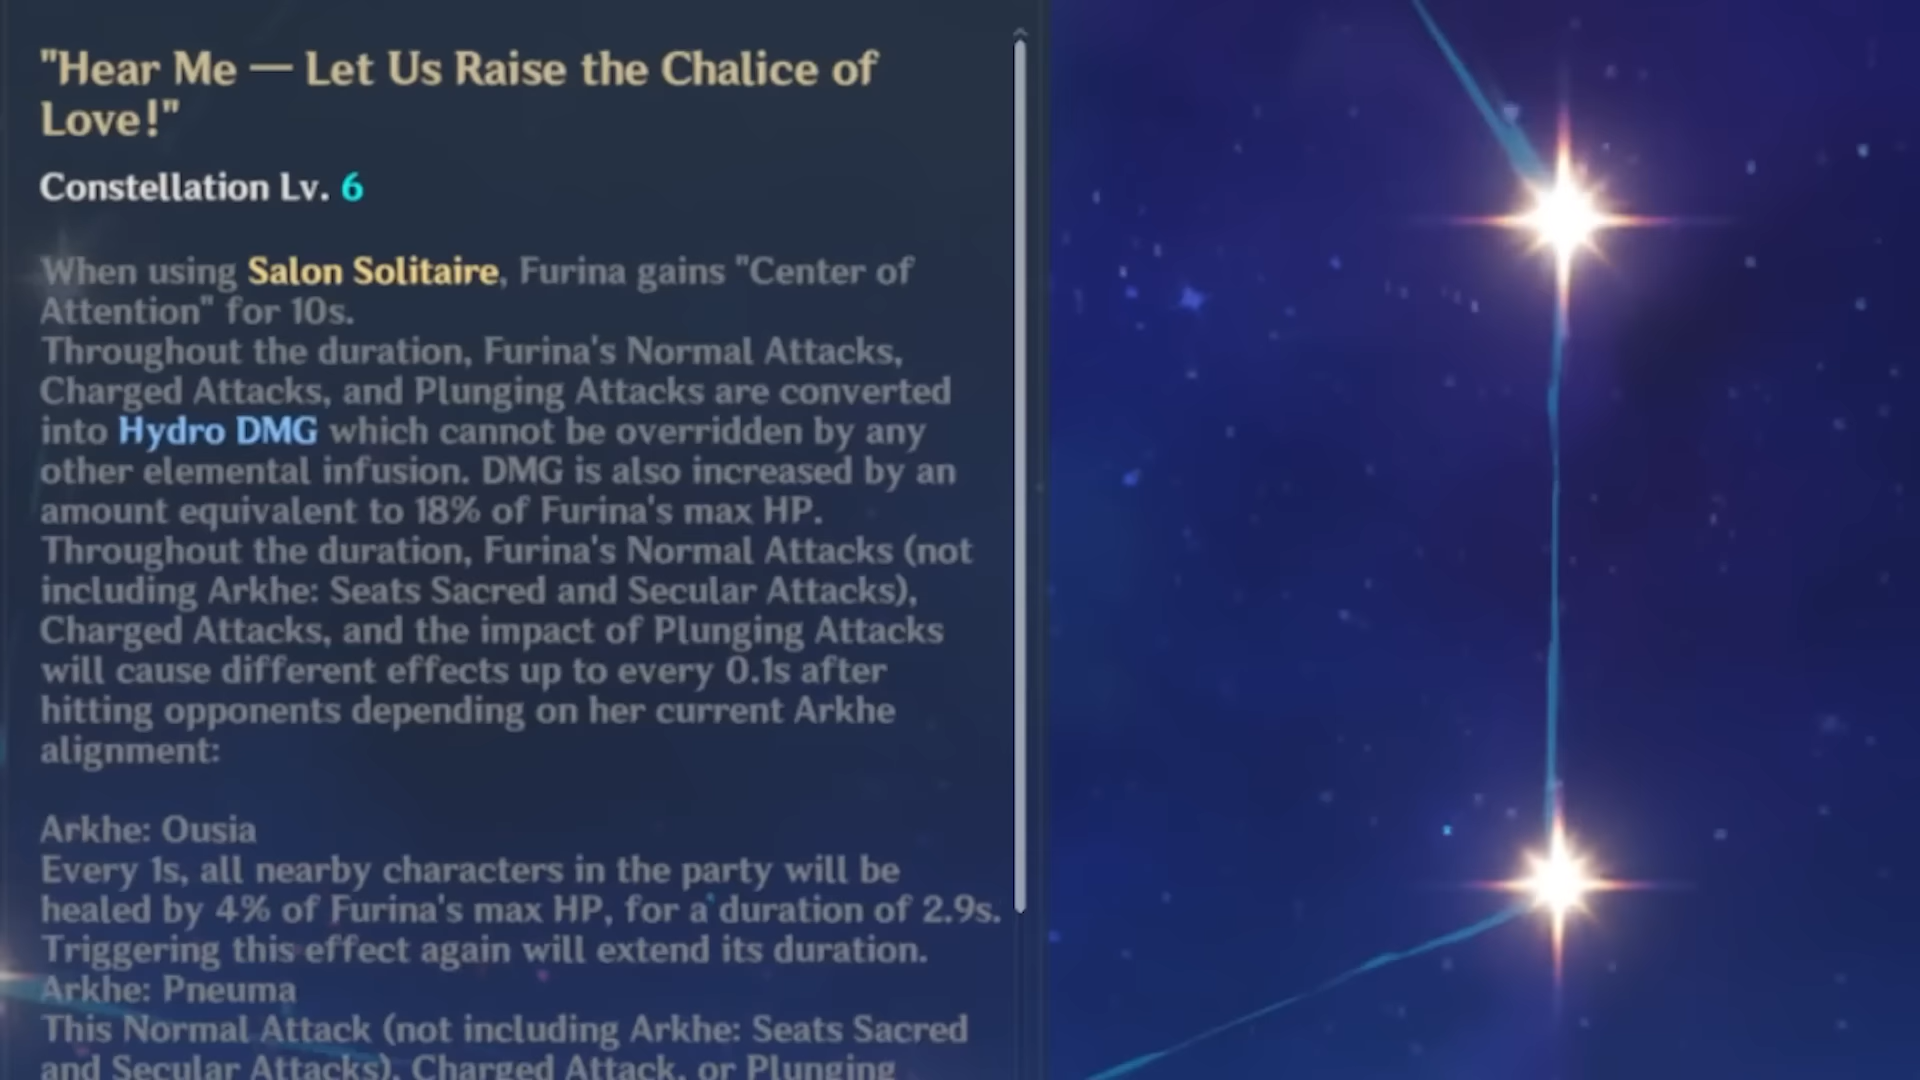 "Hear Me — Let Us Raise the Chalice of
Love!"
Constellation Lv. 6
When using Salon Solitaire, Furina gains "Center of
Attention" for 10s.
Throughout the duration, Furina's Normal Attacks,
Charged Attacks, and Plunging Attacks are converted
into Hydro DMG which cannot be overridden by any
other elemental infusion. DMG is also increased by an
amount equivalent to 18% of Furina's max HP.
Throughout the duration, Furina's Normal Attacks (not
including Arkhe: Seats Sacred and Secular Attacks),
Charged Attacks, and the impact of Plunging Attacks
will cause different effects up to every 0.1s after
hitting opponents depending on her current Arkhe
alignment:
Arkhe: Ousia
Every 1s, all nearby characters in the party will be
healed by 4% of Furina's max HP, for a duration of 2.9s.
Triggering this effect again will extend its duration.
Arkhe: Pneuma
This Normal Attack (not including Arkhe: Seats Sacred
and Secular Attacks), Charged Attack, or Plunging